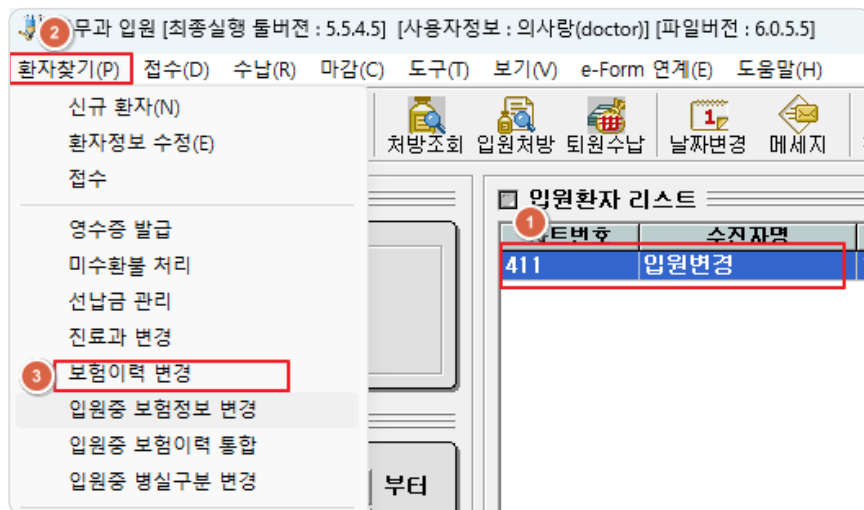 2 무과 입원 [최종실행 툴버젼 : 5.5.4.5] [사용자정보 : 의사랑(doctor)] [파일버전 : 6.0.5.5]
환자찾기(P) 접수(D) 수납(R) 마감(C) 도구(T) 보기(V) e-Form 연계(E) 도움말(H)
신규 환자(N)
환자정보 수정(E)
접수
처방조회 입원처방 퇴원수납 날짜변경 메세지
입원환자 리스트
1 트번호 수진자명
411 입원변경
영수증 발급
미수환불 처리
선납금 관리
진료과 변경
3 보험이력 변경
입원중 보험정보 변경
입원중 보험이력 통합
입원중 병실구분 변경
부터